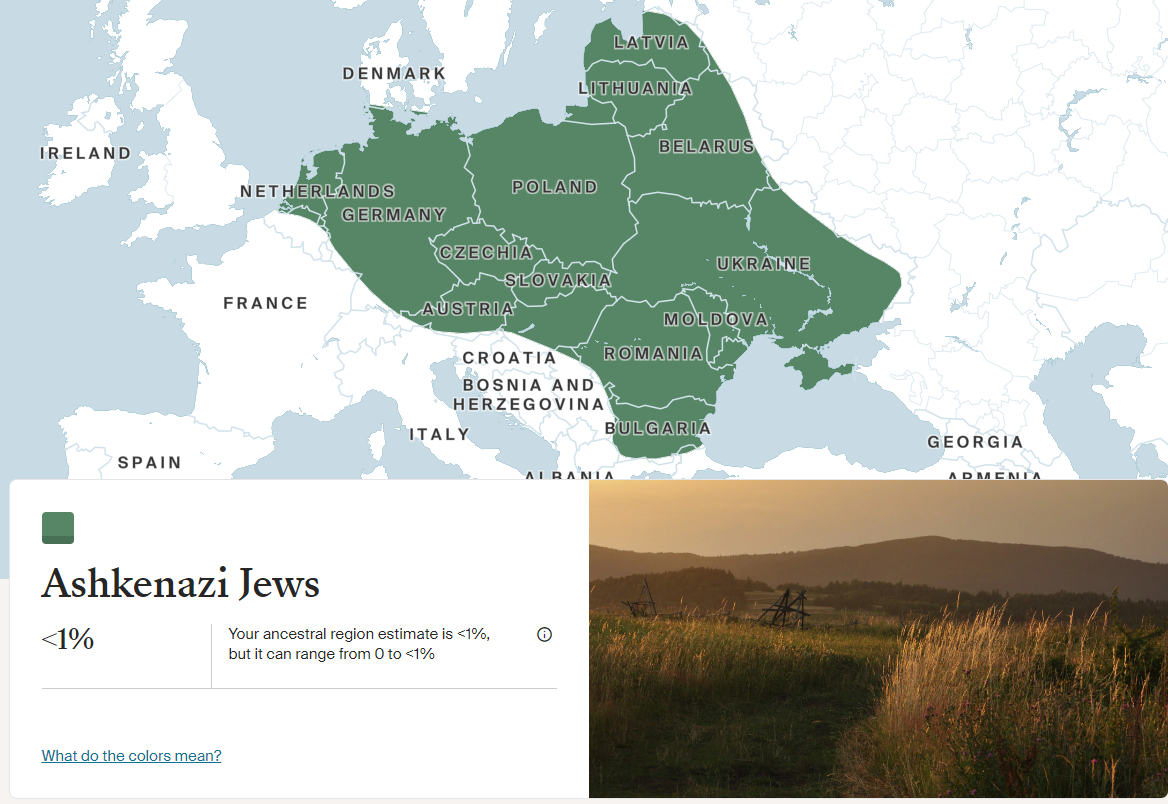 LATVIA
DENMARK
LITHUANIA
BELARUS
IRELAND
POLAND
NETHERLANDS
GERMANY
CZECHIA
UKRAINE
SLOVAKIA
FRANCE
AUSTRIA
MOLDOVA
ROMANIA
CROATIA
BOSNIA AND
HERZEGOVINA
BULGARIA
ITALY
GEORGIA
SPAIN
ALBANIA
ARMENIA
Ashkenazi Jews
<1%
Your ancestral region estimate is <1%,
but it can range from 0 to <1%
What do the colors mean?